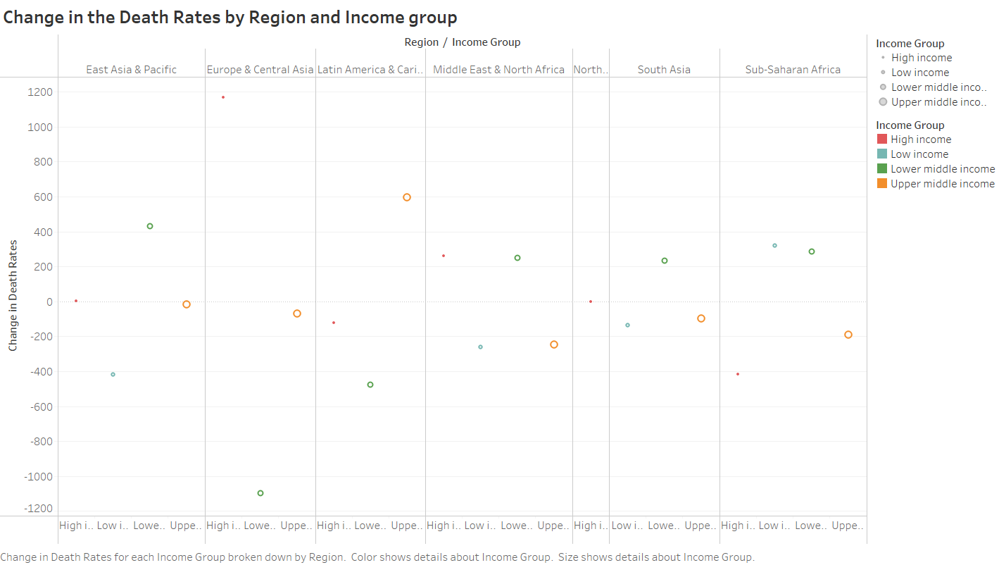 Change in the Death Rates by Region and Income group
Region / Income Group
East Asia & Pacific Europe & Central Asia Latin America & Cari.. Middle East & North Africa North.. South Asia Sub-Saharan Africa
1200
1000
800
600
400
200
0
-200
-400
-600
-800
-1000
-1200
Change in Death Rates
High i.. Low i.. Lowe.. Uppe.. High i.. Lowe.. Uppe.. High i.. Lowe.. Uppe.. High i.. Low i.. Lowe.. Uppe.. High i.. Low i.. Lowe.. Uppe.. High i.. Low i.. Lowe.. Uppe..
Change in Death Rates for each Income Group broken down by Region. Color shows details about Income Group. Size shows details about Income Group.
Income Group
High income
Low income
Lower middle inco..
Upper middle inco..
Income Group
High income
Low income
Lower middle income
Upper middle income